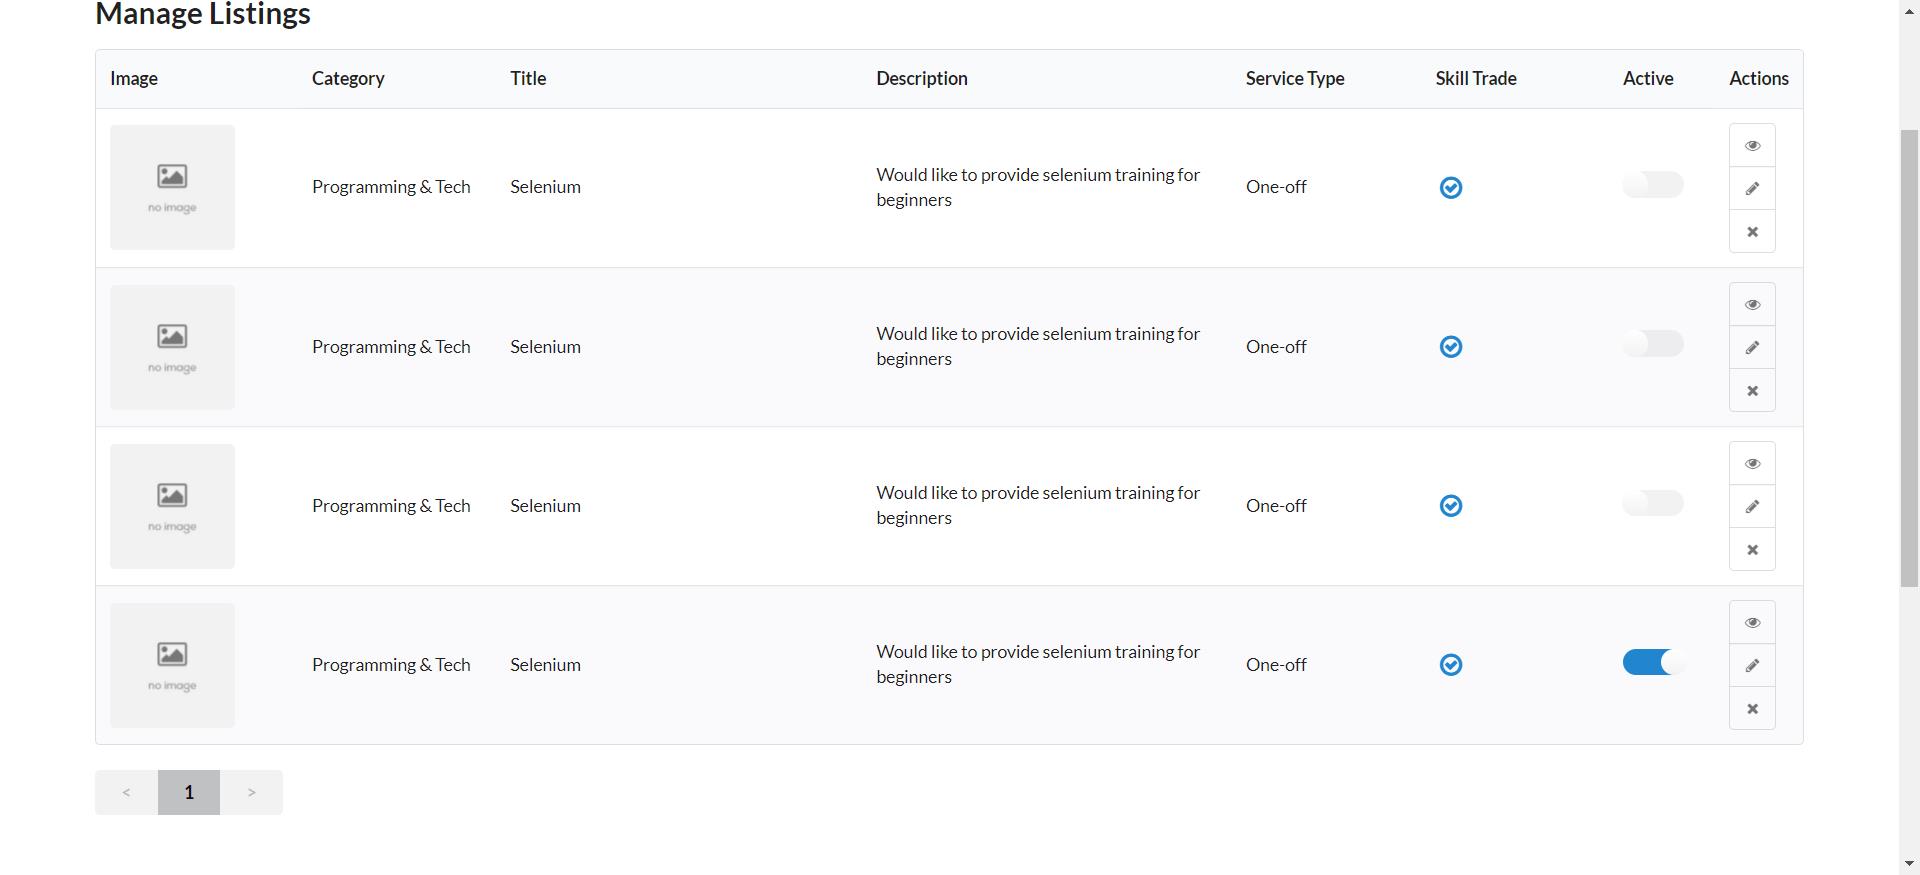 Manage Listings
Image Category Title Description Service Type Skill Trade Active Actions
no image
Programming & Tech
Selenium
Would like to provide selenium training for
beginners
One-off
no image
Programming & Tech
Selenium
Would like to provide selenium training for
beginners
One-off
no image
Programming & Tech
Selenium
Would like to provide selenium training for
beginners
One-off
no image
Programming & Tech
Selenium
Would like to provide selenium training for
beginners
One-off
< 1 >